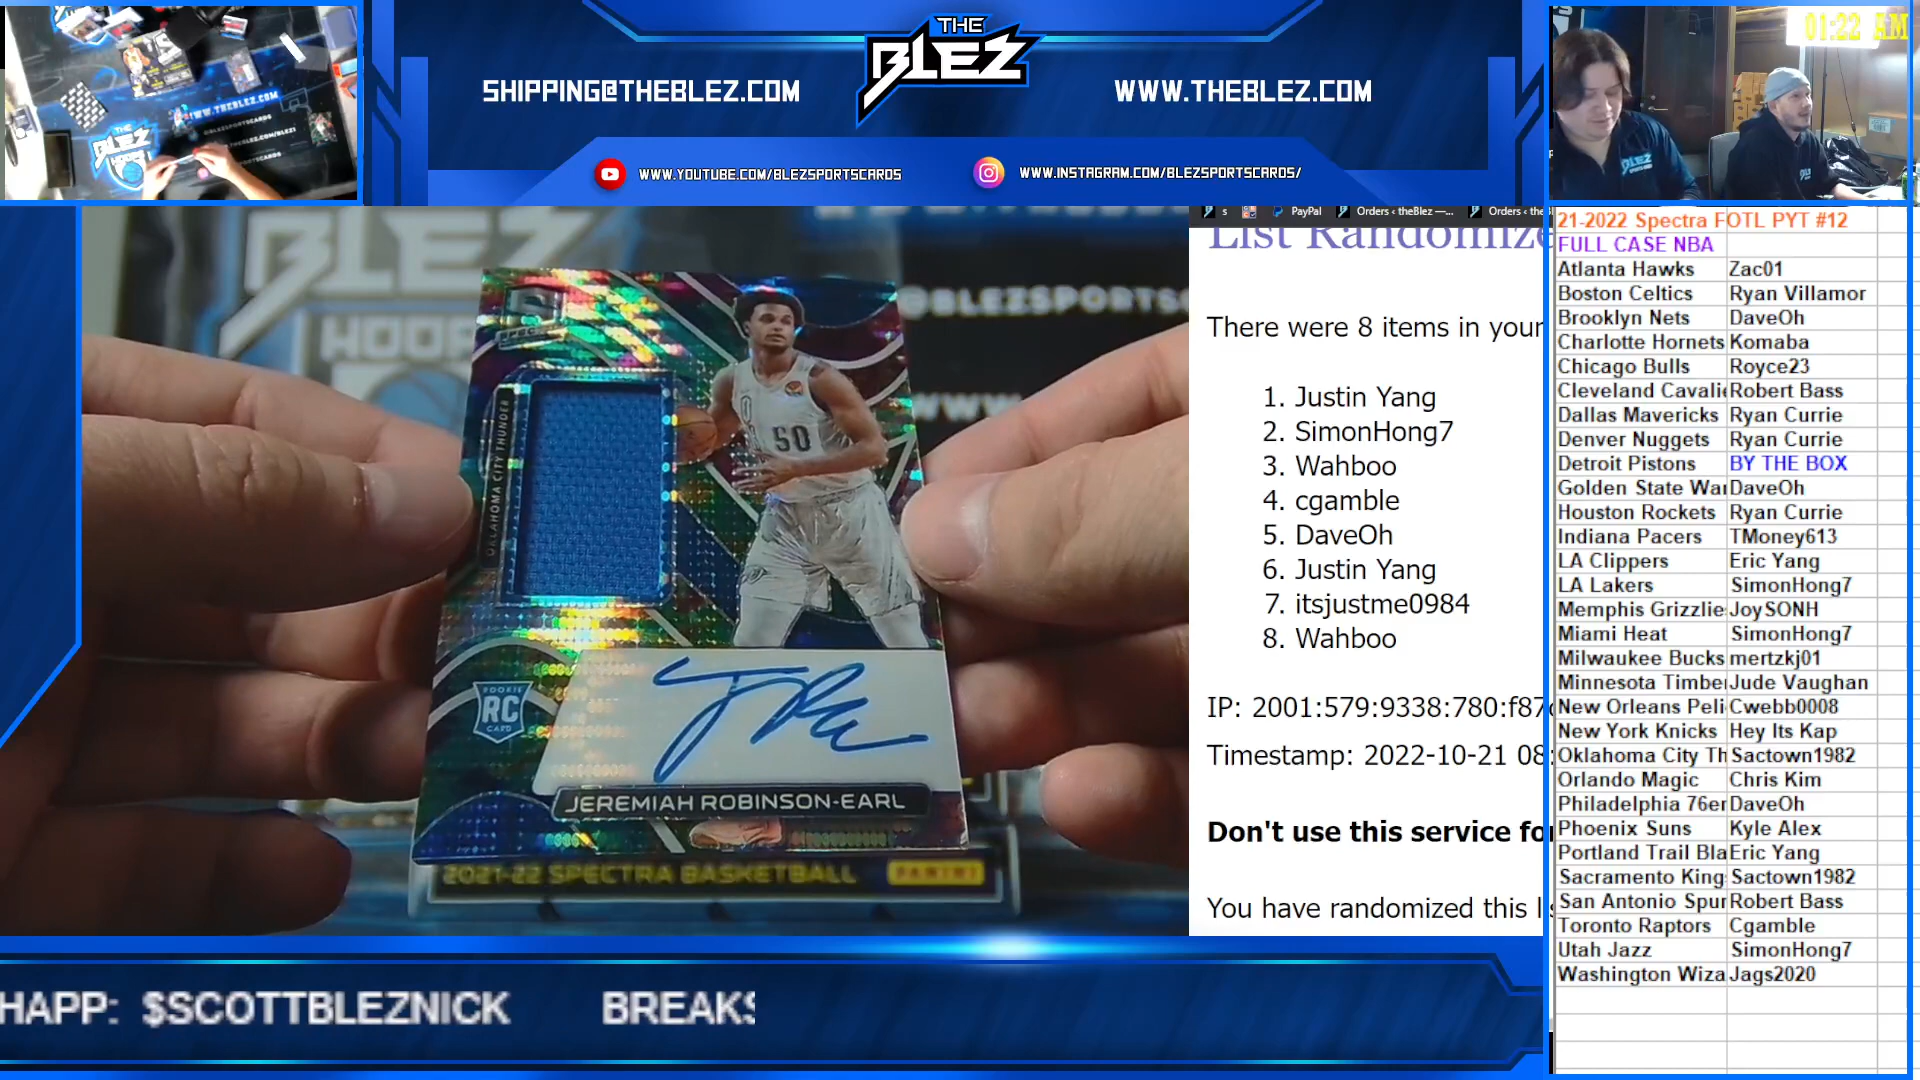 SHIPPING@THEBLEZ.COM
THE
BLEZ
WWW.THEBLEZ.COM
WWW.YOUTUBE.COM/BLEZSPORTSCARDS
WWW.INSTAGRAM.COM/BLEZSPORTSCARDS/
01:22 AM
s
PayPal
Orders ‹ theBlez —...
Orders ‹ the
List Randomize
There were 8 items in your
1. Justin Yang
2. SimonHong7
3. Wahboo
4. cgamble
5. DaveOh
6. Justin Yang
7. itsjustme0984
8. Wahboo
IP: 2001:579:9338:780:f87
Timestamp: 2022-10-21 08:
Don't use this service fo
You have randomized this
21-2022 Spectra FOTL PYT #12
FULL CASE NBA
Atlanta Hawks Zac01
Boston Celtics Ryan Villamor
Brooklyn Nets DaveOh
Charlotte Hornets Komaba
Chicago Bulls Royce23
Cleveland Cavali Robert Bass
Dallas Mavericks Ryan Currie
Denver Nuggets Ryan Currie
Detroit Pistons BY THE BOX
Golden State War DaveOh
Houston Rockets Ryan Currie
Indiana Pacers TMoney613
LA Clippers Eric Yang
LA Lakers SimonHong7
Memphis Grizzlie JoySONH
Miami Heat SimonHong7
Milwaukee Bucks mertzkj01
Minnesota Timbe Jude Vaughan
New Orleans Peli Cwebb0008
New York Knicks Hey Its Kap
Oklahoma City Th Sactown1982
Orlando Magic Chris Kim
Philadelphia 76er DaveOh
Phoenix Suns Kyle Alex
Portland Trail Bla Eric Yang
Sacramento King Sactown1982
San Antonio Spur Robert Bass
Toronto Raptors Cgamble
Utah Jazz SimonHong7
Washington Wiza Jags2020
BLEZ
HOOP
@BLEZSPORTSC
WWW
OKLAHOMA CITY THUNDER
50
ROOKIE
RC
CARD
JEREMIAH ROBINSON-EARL
2021-22 SPECTRA BASKETBALL
PANINI
HAPP: $SCOTTBLEZNICK BREAKS